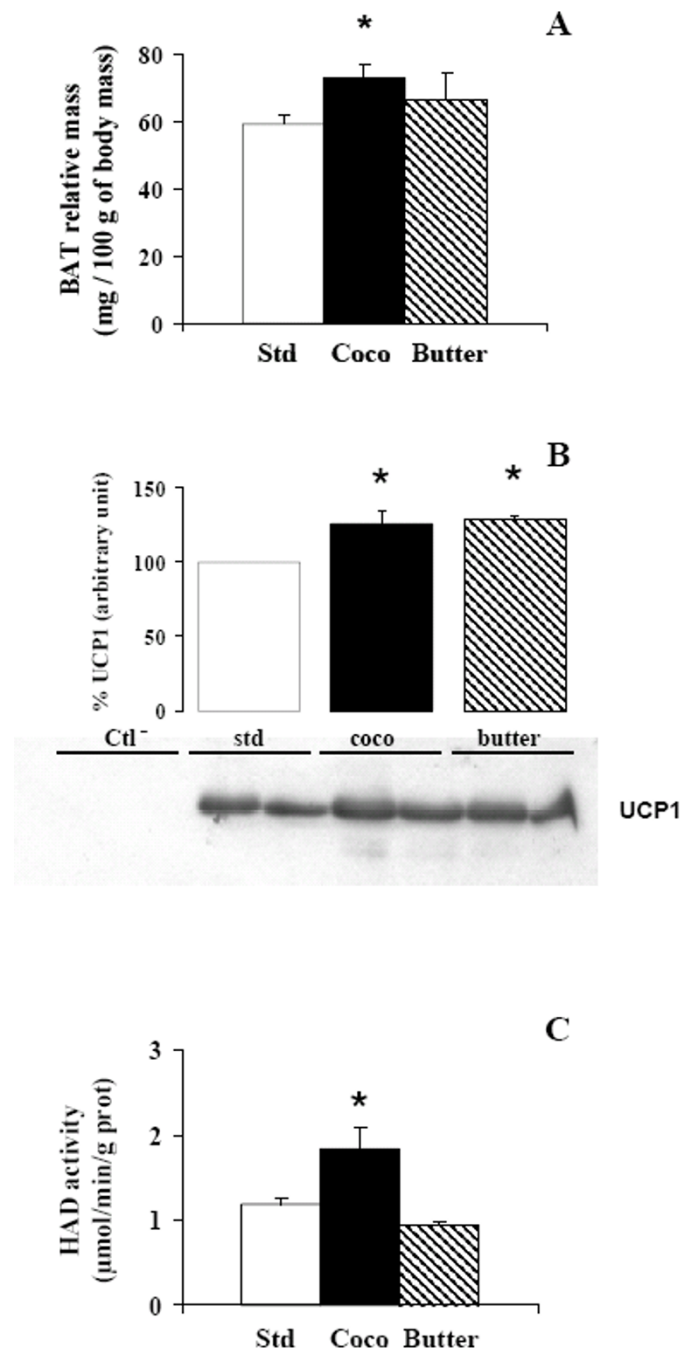 A
*
BAT relative mass
(mg / 100 g of body mass)
80
60
40
20
0
Std Coco Butter
B
* *
% UCP1 (arbitrary unit)
150
100
50
0
Ctl⁻ std coco butter
UCP1
C
*
HAD activity
(µmol/min/g prot)
3
2
1
0
Std Coco Butter